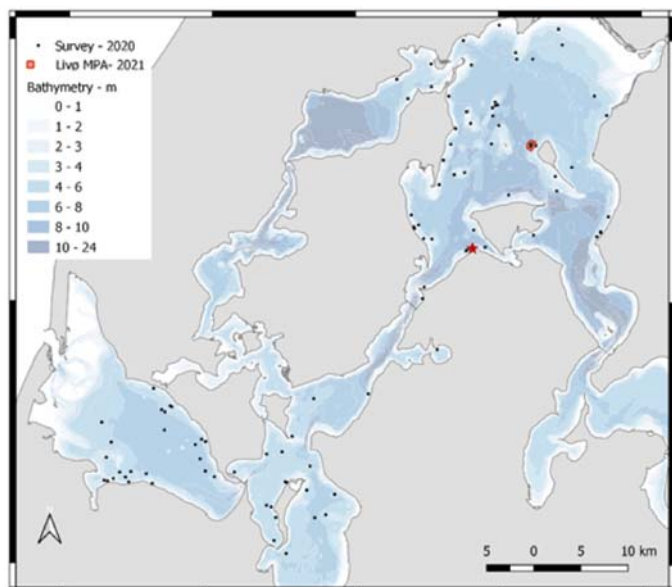 Survey - 2020
Livø MPA- 2021
Bathymetry - m
0 - 1
1 - 2
2 - 3
3 - 4
4 - 6
6 - 8
8 - 10
10 - 24
5 0 5 10 km